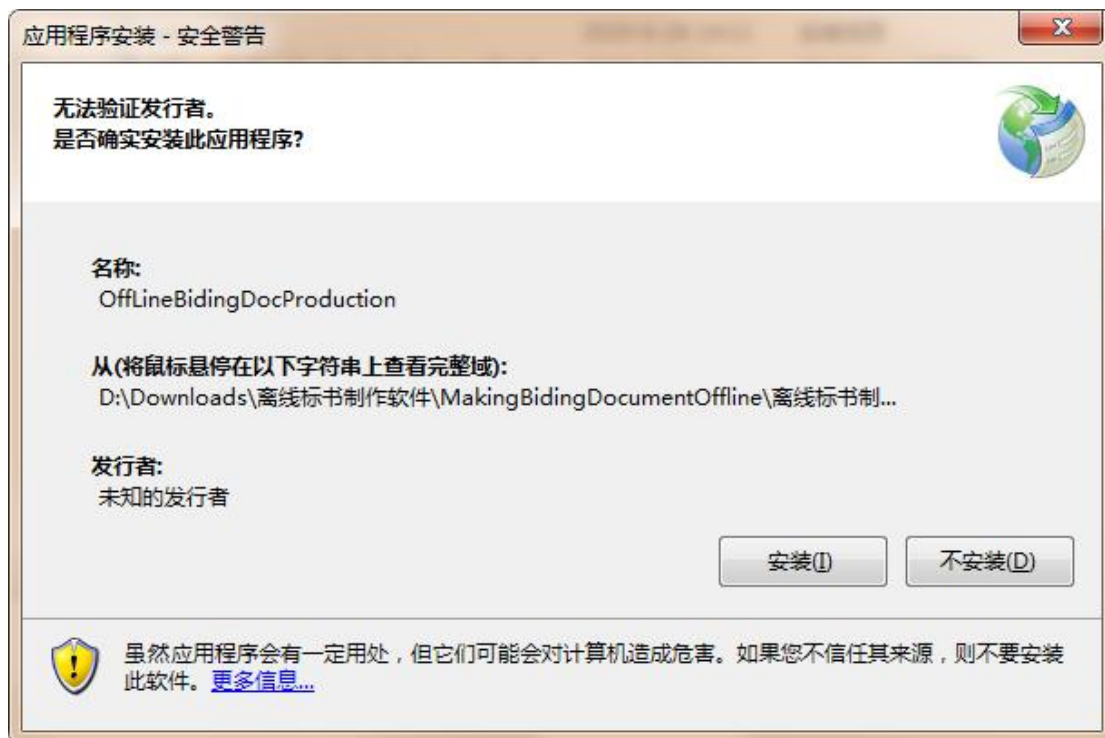 应用程序安装 - 安全警告
无法验证发行者。
是否确实安装此应用程序?
名称:
OffLineBidingDocProduction
从(将鼠标悬停在以下字符串上查看完整域):
D:\Downloads\离线标书制作软件\MakingBidingDocumentOffline\离线标书制...
发行者:
未知的发行者
安装(I) 不安装(D)
虽然应用程序会有一定用处，但它们可能会对计算机造成危害。如果您不信任其来源，则不要安装
此软件。更多信息...